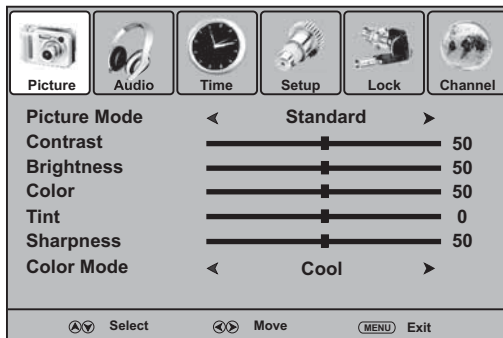 Picture Audio Time Setup Lock Channel
Picture Mode Standard
Contrast 50
Brightness 50
Color 50
Tint 0
Sharpness 50
Color Mode Cool
Select Move MENU Exit